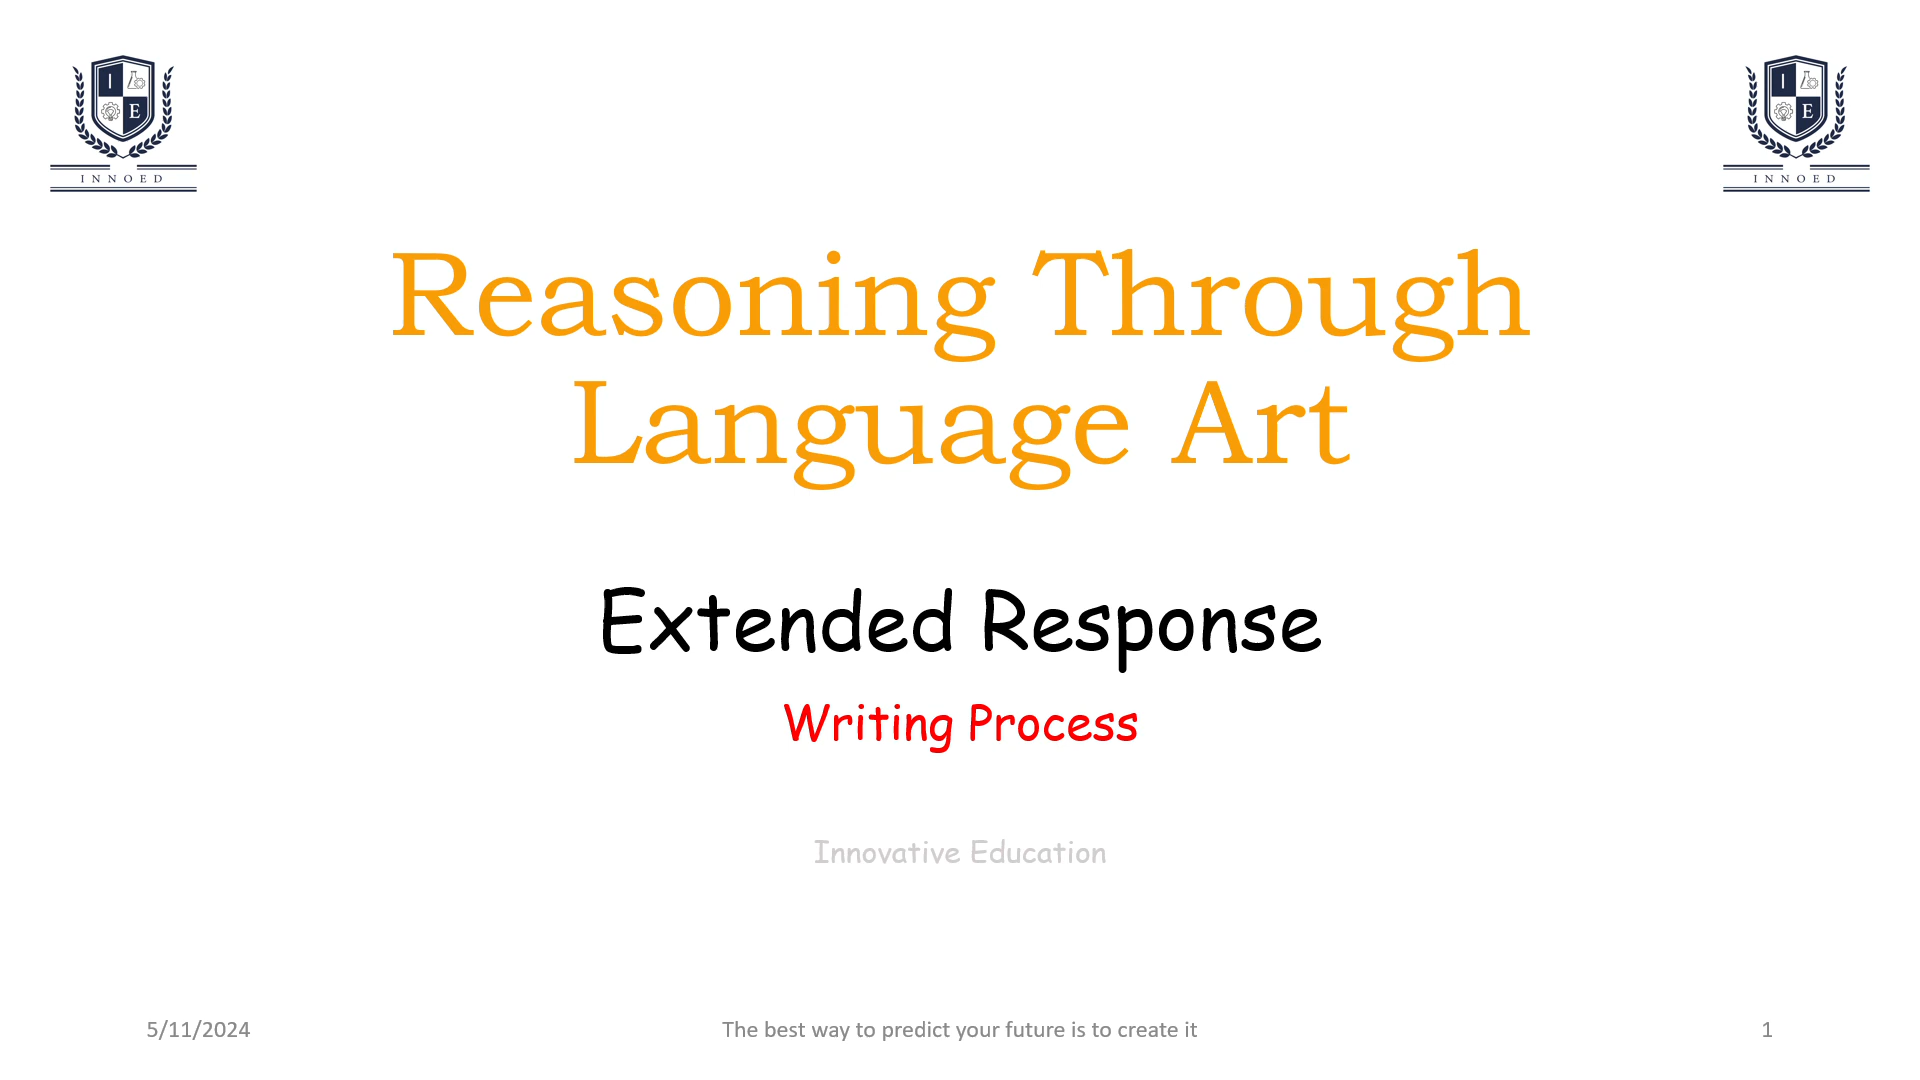 I
E
INNOED
I
E
INNOED
Reasoning Through
Language Art
Extended Response
Writing Process
Innovative Education
5/11/2024
The best way to predict your future is to create it
1